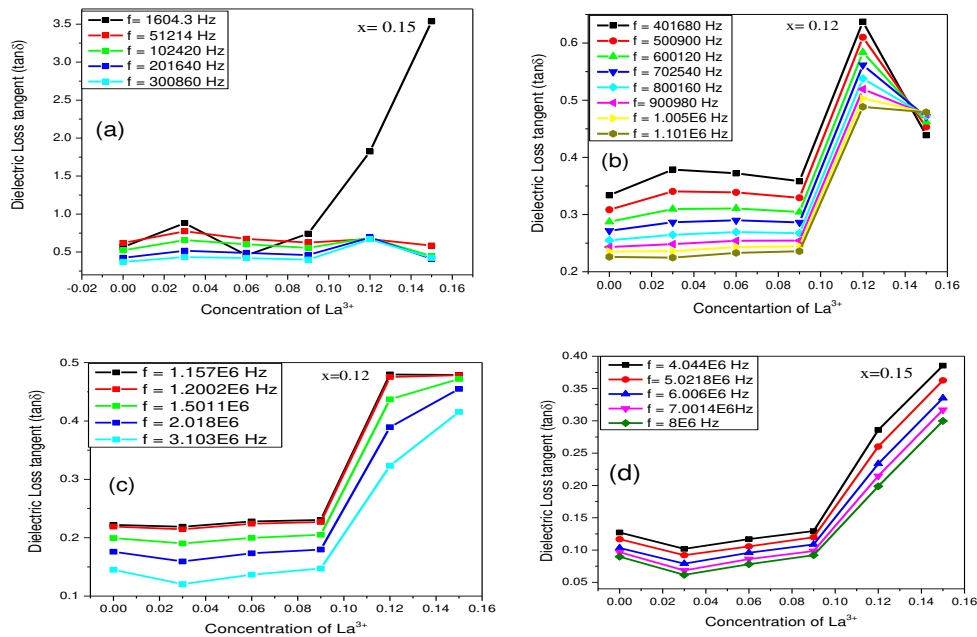 f= 1604.3 Hz
f = 51214 Hz
f = 102420 Hz
f = 201640 Hz
f = 300860 Hz
x= 0.15
(a)
Dielectric Loss tangent (tanδ)
3.5
3.0
2.5
2.0
1.5
1.0
0.5
0.0
-0.02 0.00 0.02 0.04 0.06 0.08 0.10 0.12 0.14 0.16
Concentration of La³⁺
f = 401680 Hz
f = 500900 Hz
f = 600120 Hz
f = 702540 Hz
f = 800160 Hz
f= 900980 Hz
f = 1.005E6 Hz
f = 1.101E6 Hz
x= 0.12
(b)
Dielectric Loss tangent (tanδ)
0.6
0.5
0.4
0.3
0.2
0.00 0.02 0.04 0.06 0.08 0.10 0.12 0.14 0.16
Concentartion of La³⁺
f = 1.157E6 Hz
f = 1.2002E6 Hz
f = 1.5011E6
f = 2.018E6
f = 3.103E6 Hz
x=0.12
(c)
Dielectric Loss tangent (tanδ)
0.5
0.4
0.3
0.2
0.1
0.00 0.02 0.04 0.06 0.08 0.10 0.12 0.14 0.16
Concentration of La³⁺
f = 4.044E6 Hz
f= 5.0218E6 Hz
f = 6.006E6 Hz
f = 7.0014E6Hz
f = 8E6 Hz
x=0.15
(d)
Dielectric Loss tangent (tanδ)
0.40
0.35
0.30
0.25
0.20
0.15
0.10
0.05
0.00 0.02 0.04 0.06 0.08 0.10 0.12 0.14 0.16
Concentration of La³⁺